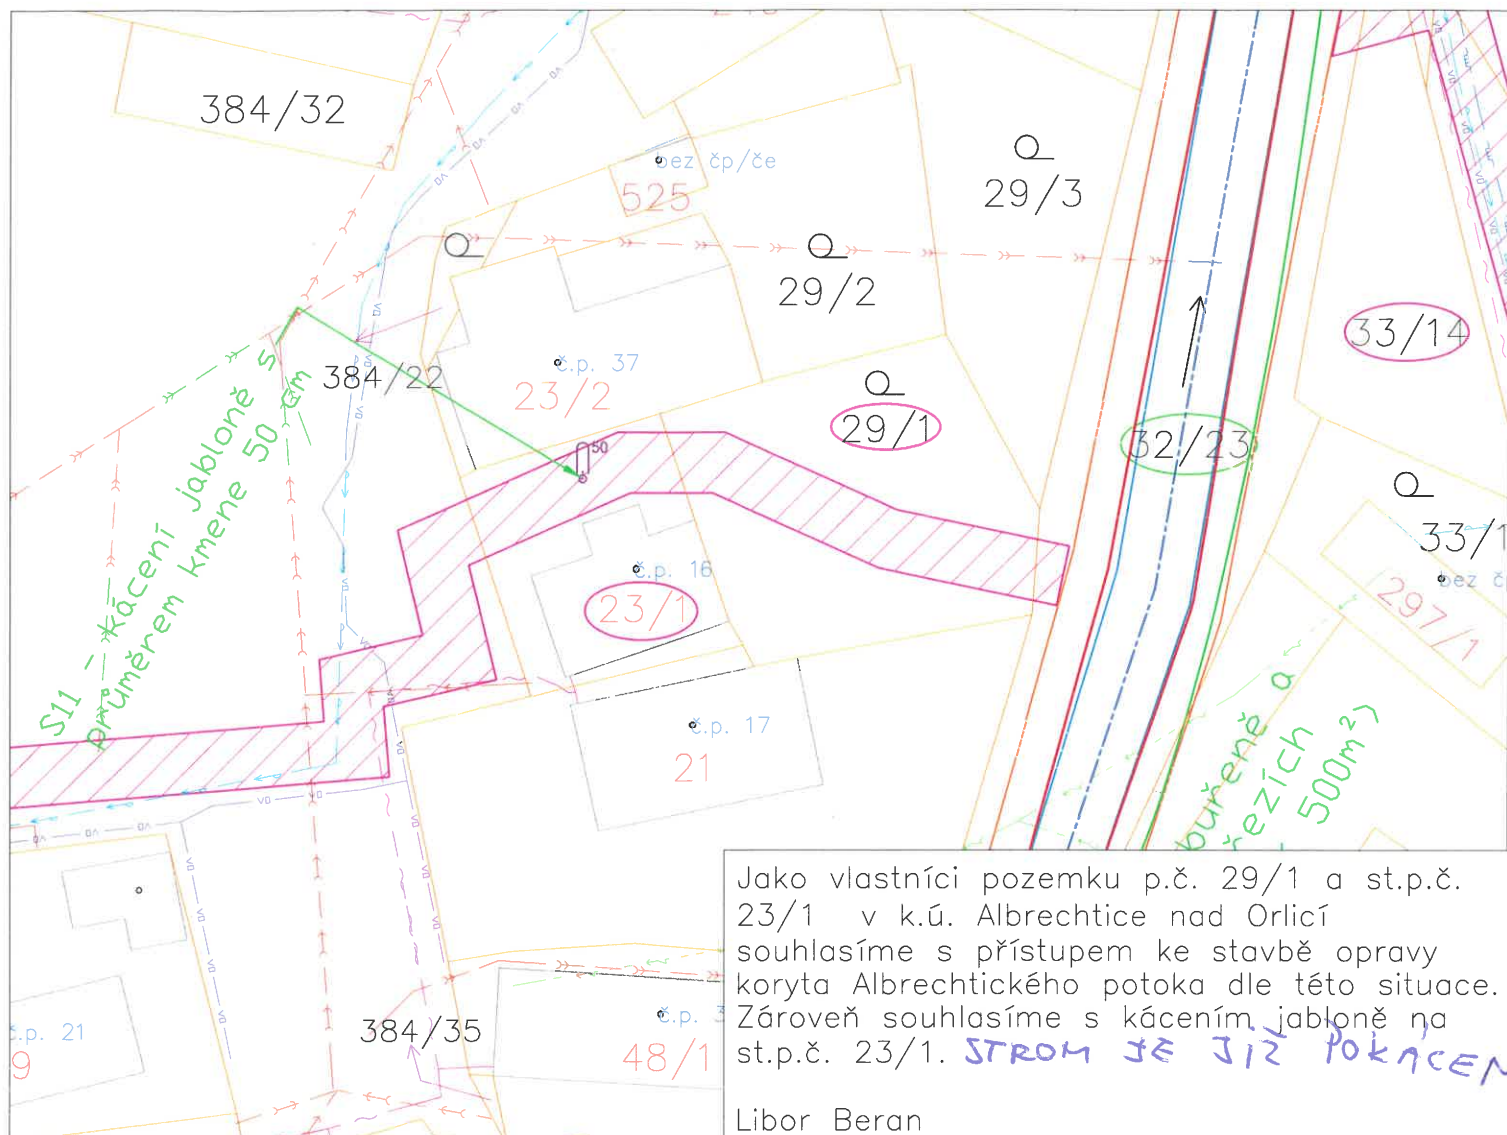 384/32
bez čp/če
525
29/3
29/2
33/14
384/22
č.p. 37
23/2
29/1
32/23
50
33/1
bez č
297/1
č.p. 16
23/1
S11 - kácení jabloně s
průměrem kmene 50 cm
č.p. 17
21
buřeně a
řezích
500m²)
č.p. 21
9
384/35
č.p. 3
48/1
Jako vlastníci pozemku p.č. 29/1 a st.p.č.
23/1 v k.ú. Albrechtice nad Orlicí
souhlasíme s přístupem ke stavbě opravy
koryta Albrechtického potoka dle této situace.
Zároveň souhlasíme s kácením jabloně na
st.p.č. 23/1. STROM JE JIŽ POKÁCEN
Libor Beran